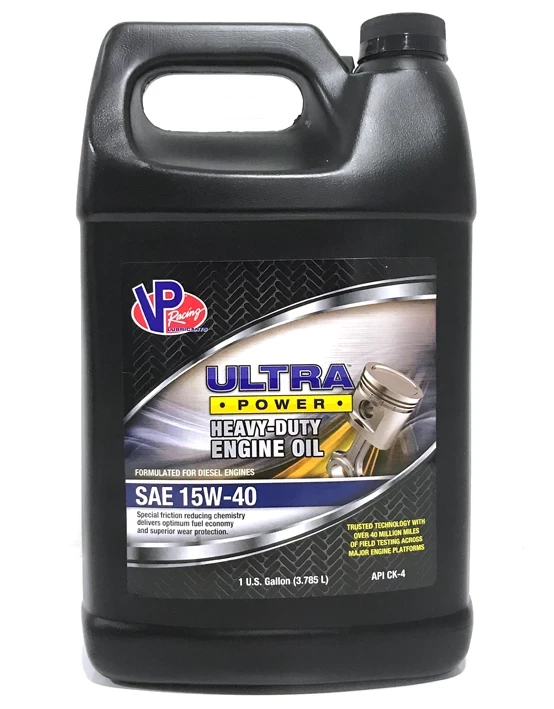 VP
Racing
LUBRICANTS
ULTRA
• POWER •
HEAVY-DUTY
ENGINE OIL
FORMULATED FOR DIESEL ENGINES
SAE 15W-40
Special friction reducing chemistry
delivers optimum fuel economy
and superior wear protection.
TRUSTED TECHNOLOGY WITH
OVER 40 MILLION MILES
OF FIELD TESTING ACROSS
MAJOR ENGINE PLATFORMS
1 U.S. Gallon (3.785 L)
API CK-4